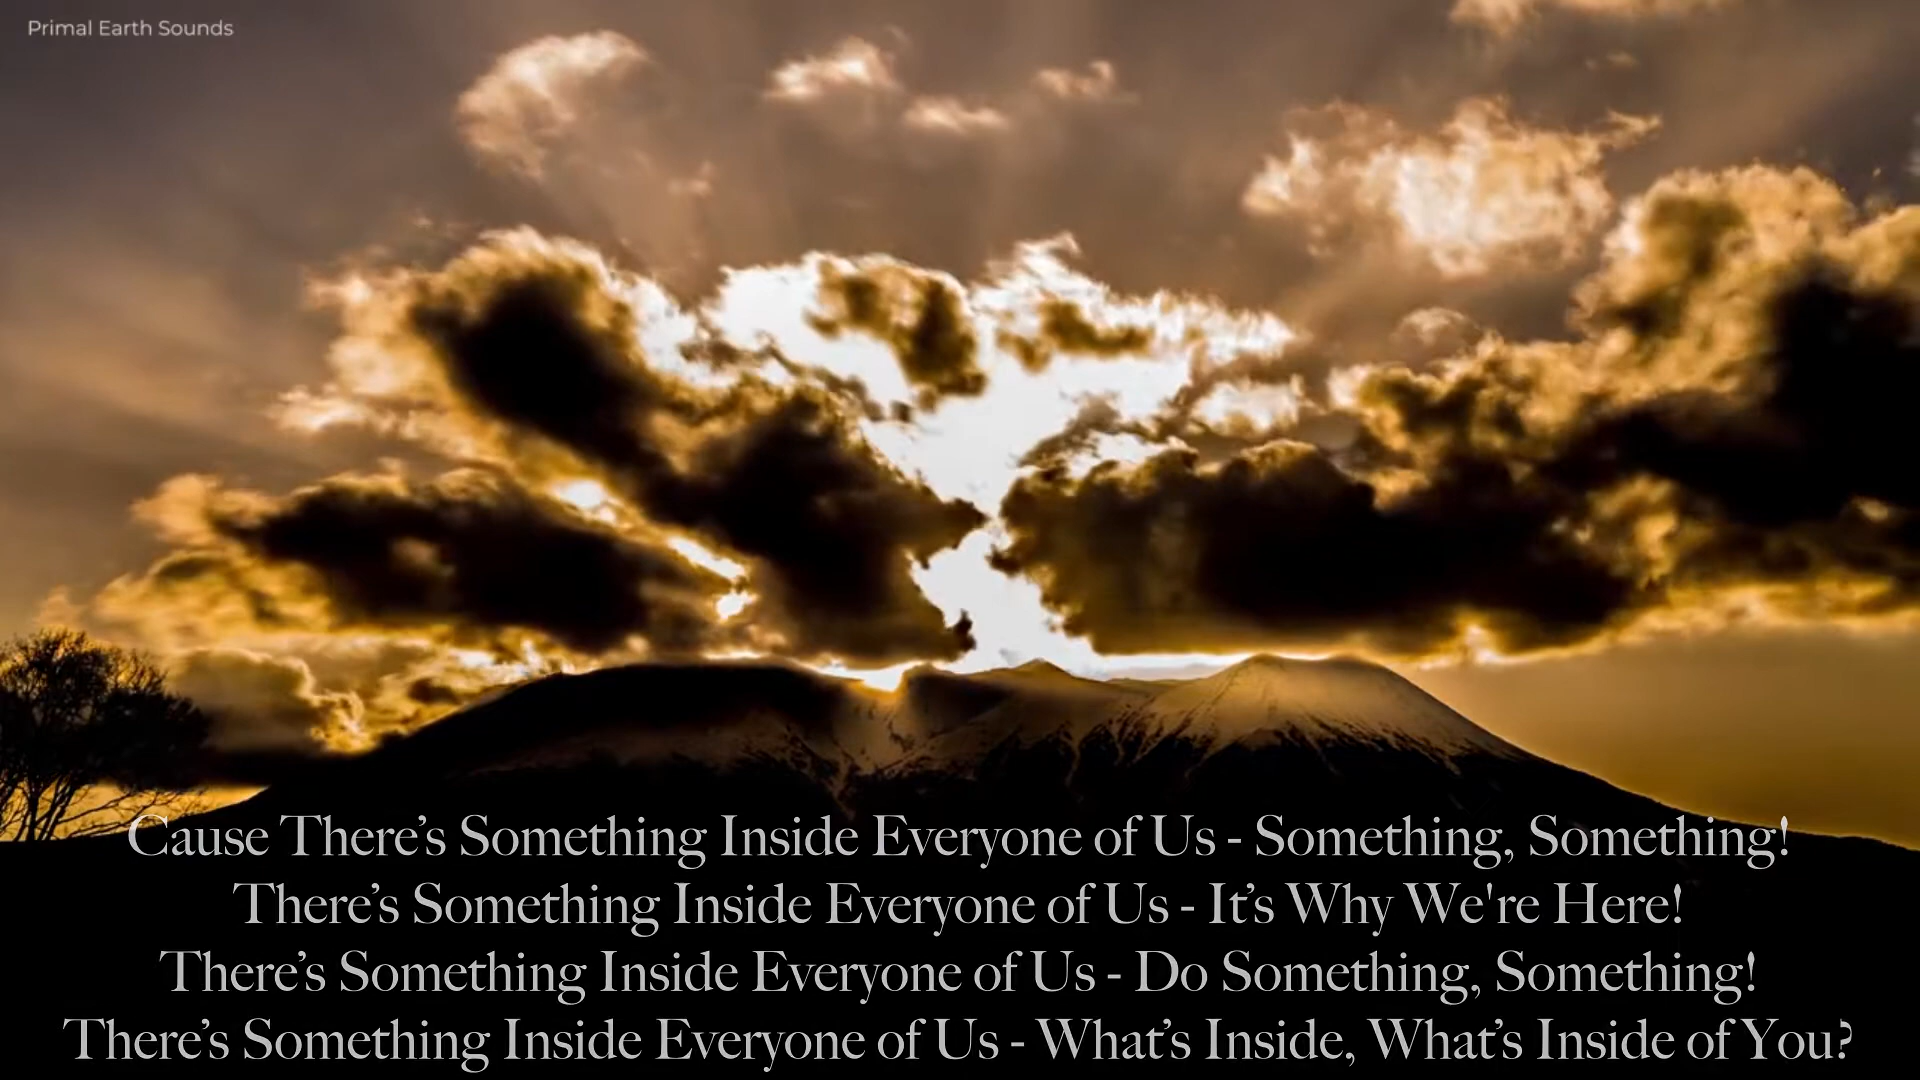 Primal Earth Sounds
Cause There’s Something Inside Everyone of Us - Something, Something!
There’s Something Inside Everyone of Us - It’s Why We're Here!
There’s Something Inside Everyone of Us - Do Something, Something!
There’s Something Inside Everyone of Us - What’s Inside, What’s Inside of You?